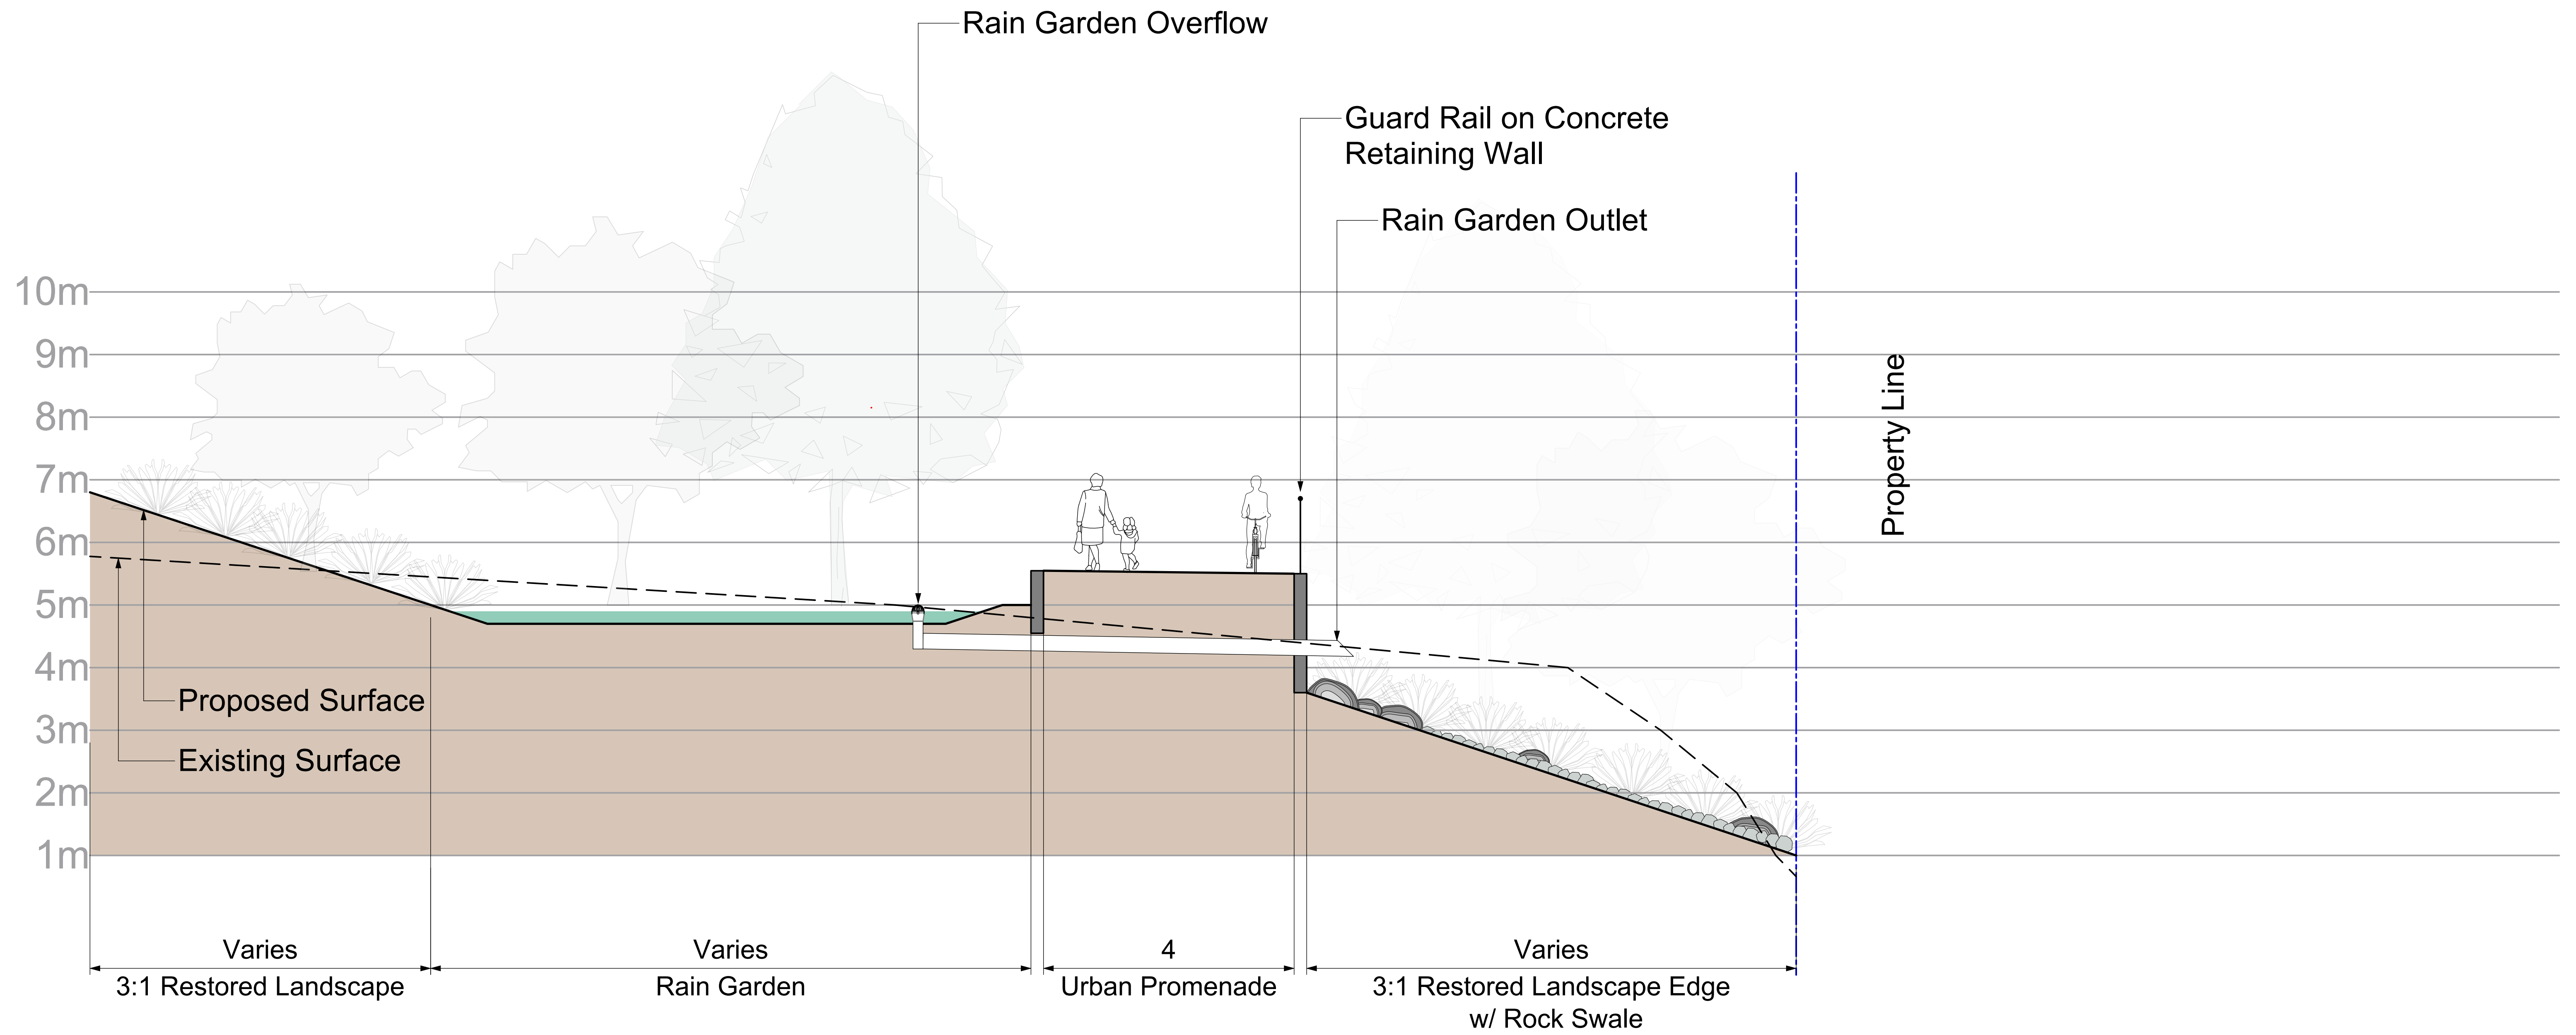 Rain Garden Overflow
Guard Rail on Concrete
Retaining Wall
Rain Garden Outlet
10m
9m
8m
7m
6m
5m
4m
3m
2m
1m
Property Line
Proposed Surface
Existing Surface
Varies
3:1 Restored Landscape
Varies
Rain Garden
4
Urban Promenade
Varies
3:1 Restored Landscape Edge
w/ Rock Swale